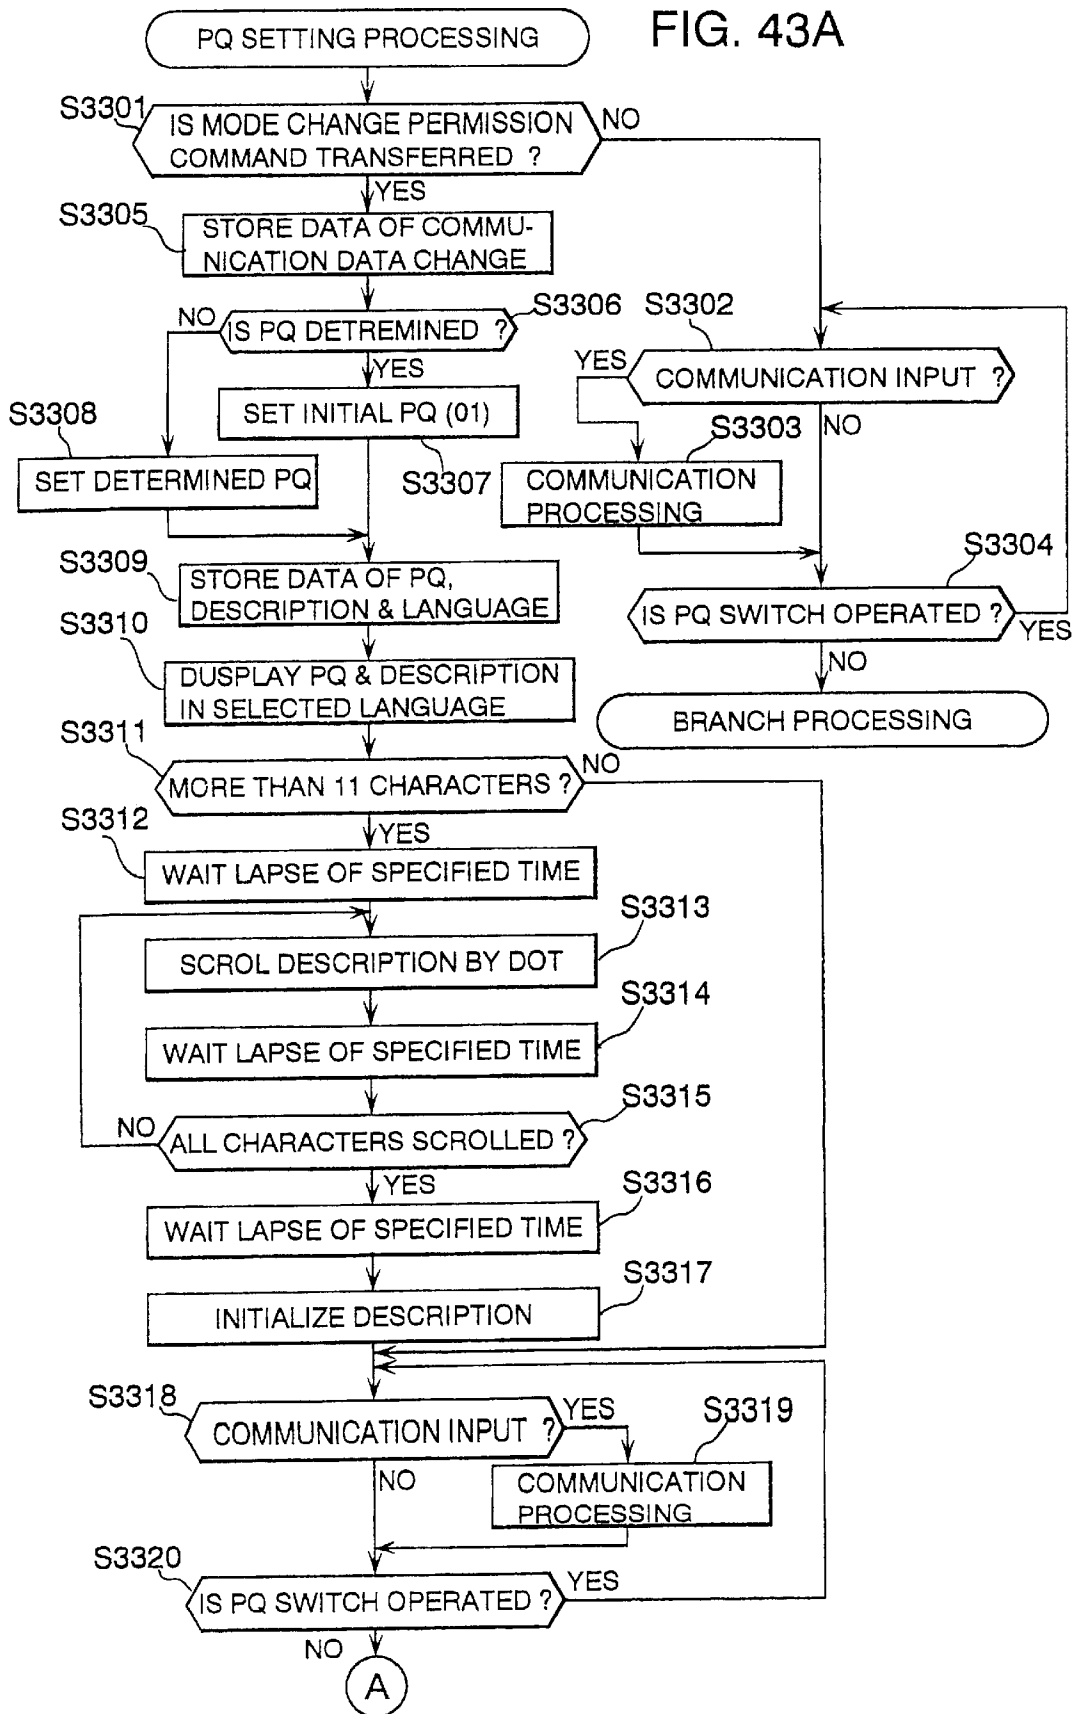 FIG. 43A
PQ SETTING PROCESSING
S3301
IS MODE CHANGE PERMISSION
COMMAND TRANSFERRED ?
NO
YES
S3305
STORE DATA OF COMMU-
NICATION DATA CHANGE
S3306
NO
IS PQ DETREMINED ?
YES
S3302
YES
COMMUNICATION INPUT ?
NO
S3308
SET INITIAL PQ (01)
S3307
S3303
SET DETERMINED PQ
COMMUNICATION
PROCESSING
S3304
S3309
STORE DATA OF PQ,
DESCRIPTION & LANGUAGE
IS PQ SWITCH OPERATED ?
YES
NO
S3310
DUSPLAY PQ & DESCRIPTION
IN SELECTED LANGUAGE
BRANCH PROCESSING
S3311
MORE THAN 11 CHARACTERS ?
NO
YES
S3312
WAIT LAPSE OF SPECIFIED TIME
S3313
SCROL DESCRIPTION BY DOT
S3314
WAIT LAPSE OF SPECIFIED TIME
S3315
NO
ALL CHARACTERS SCROLLED ?
YES
S3316
WAIT LAPSE OF SPECIFIED TIME
S3317
INITIALIZE DESCRIPTION
S3318
COMMUNICATION INPUT ?
YES
NO
S3319
COMMUNICATION
PROCESSING
S3320
IS PQ SWITCH OPERATED ?
YES
NO
A